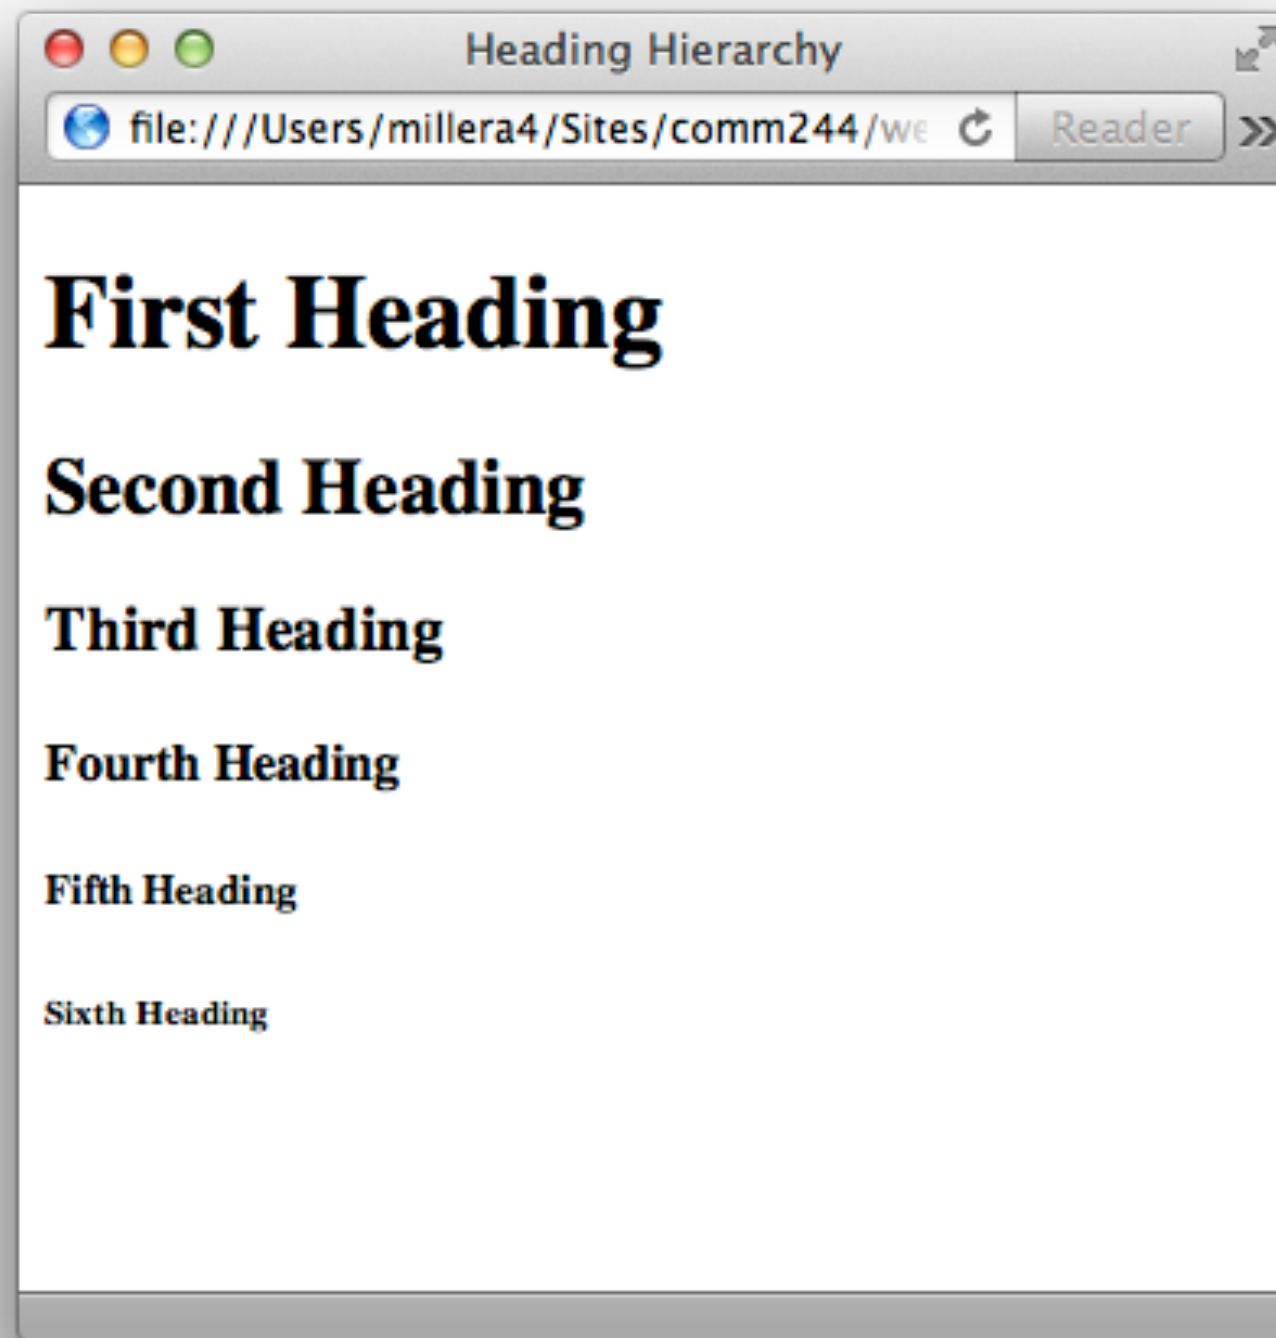 Heading Hierarchy
file:///Users/millera4/Sites/comm244/we
Reader
First Heading
Second Heading
Third Heading
Fourth Heading
Fifth Heading
Sixth Heading